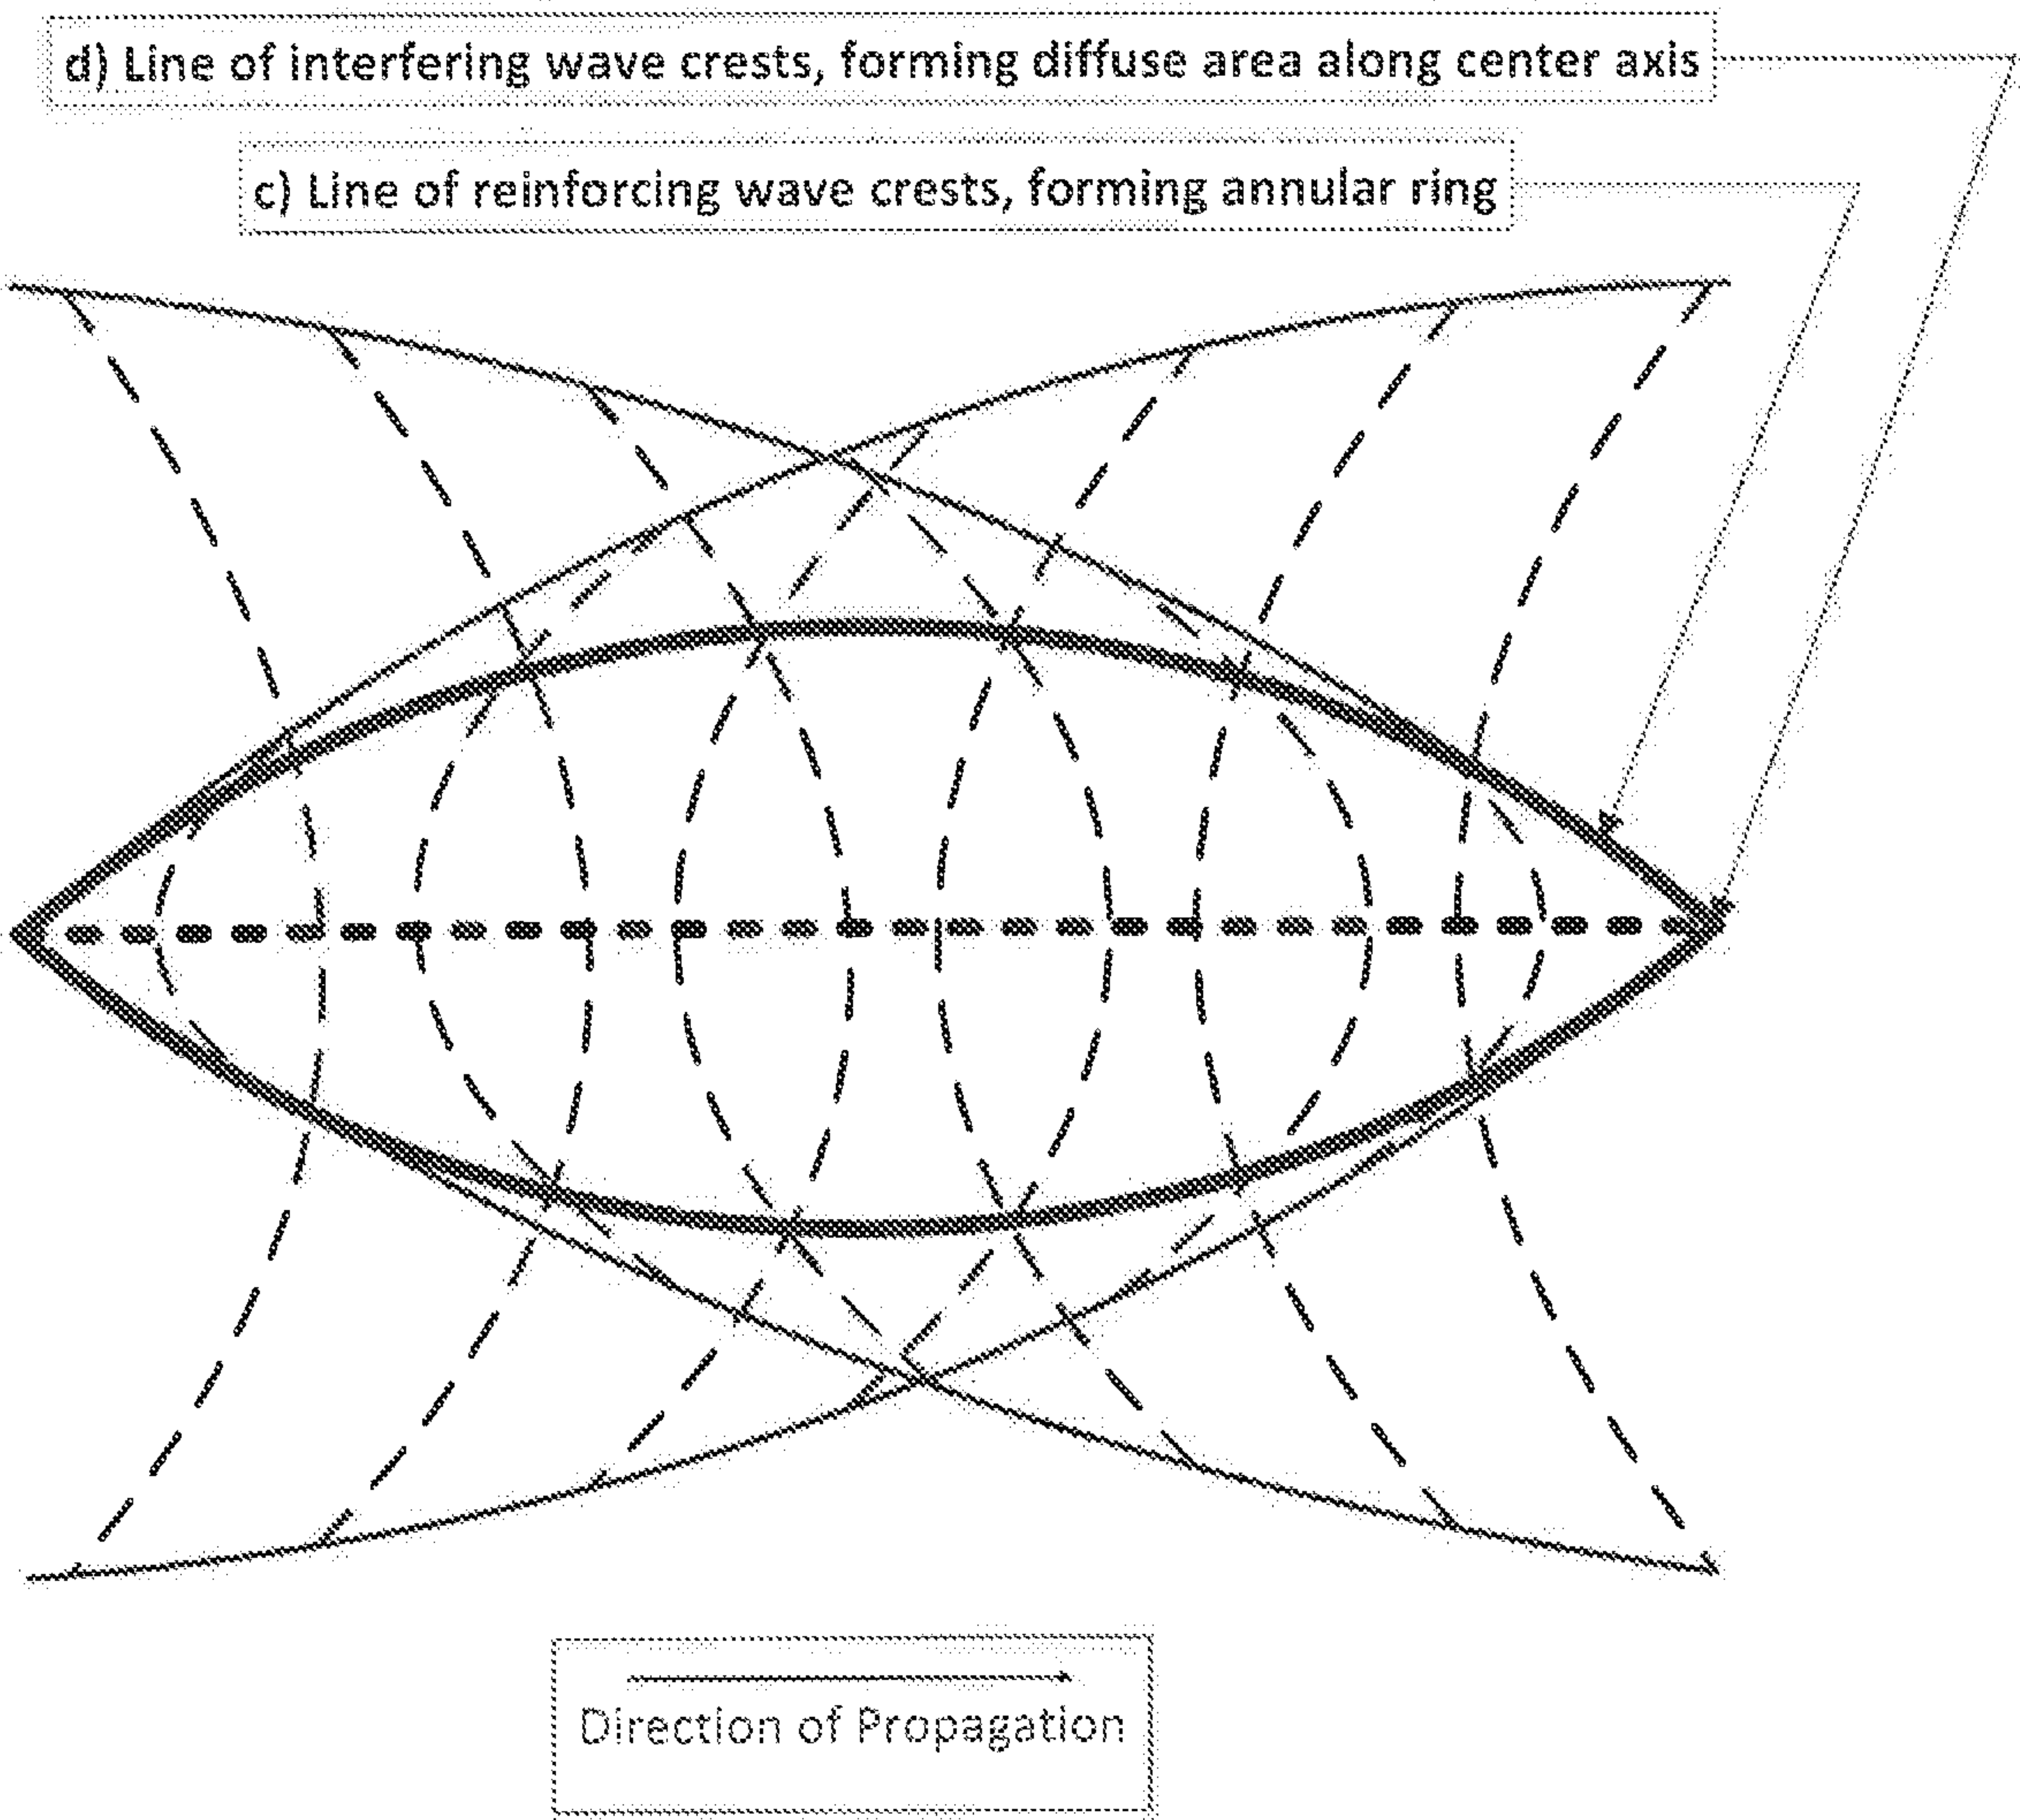 d) Line of interfering wave crests, forming diffuse area along center axis
c) Line of reinforcing wave crests, forming annular ring
Direction of Propagation